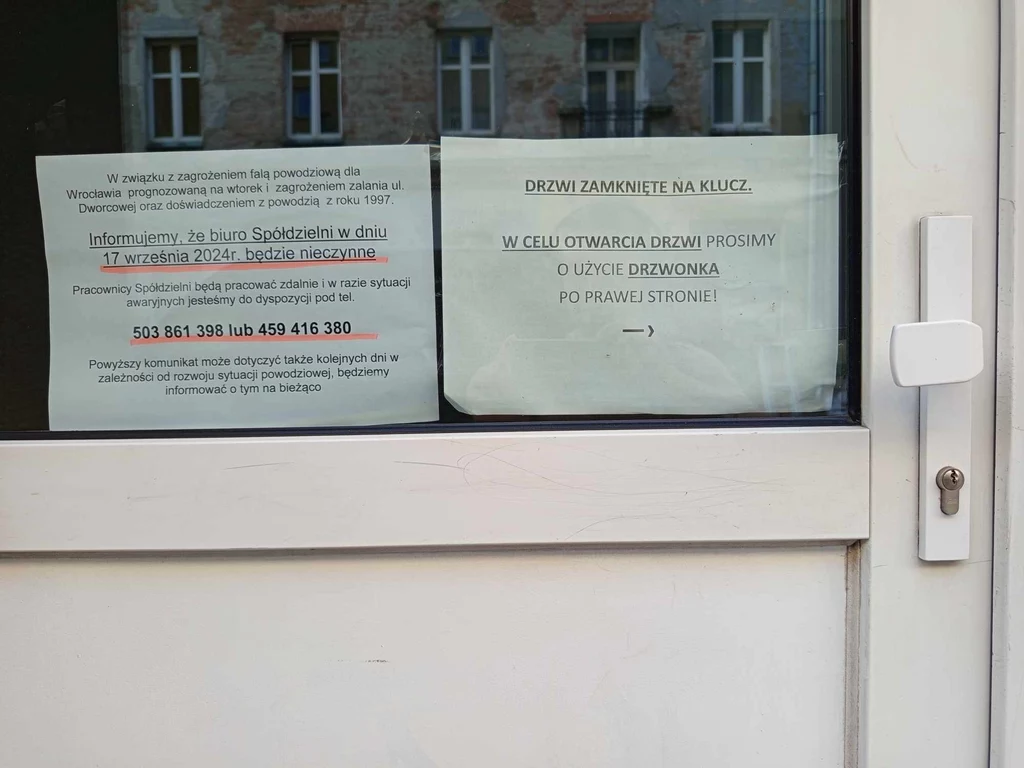 W związku z zagrożeniem falą powodziową dla
Wrocławia prognozowaną na wtorek i zagrożeniem zalania ul.
Dworcowej oraz doświadczeniem z powodzią z roku 1997.
Informujemy, że biuro Spółdzielni w dniu
17 września 2024r. będzie nieczynne
Pracownicy Spółdzielni będą pracować zdalnie i w razie sytuacji
awaryjnych jesteśmy do dyspozycji pod tel.
503 861 398 lub 459 416 380
Powyższy komunikat może dotyczyć także kolejnych dni w
zależności od rozwoju sytuacji powodziowej, będziemy
informować o tym na bieżąco
DRZWI ZAMKNIĘTE NA KLUCZ.
W CELU OTWARCIA DRZWI PROSIMY
O UŻYCIE DRZWONKA
PO PRAWEJ STRONIE!